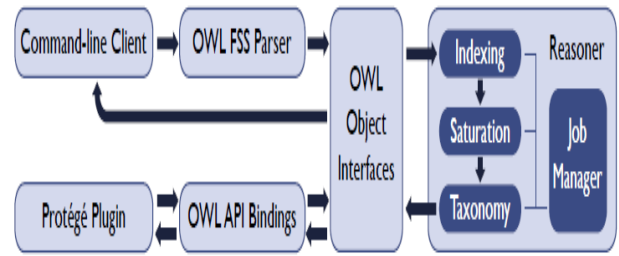 Command-line Client
OWL FSS Parser
OWL
Object
Interfaces
Indexing
Reasoner
Saturation
Job
Manager
Taxonomy
Protégé Plugin
OWL API Bindings